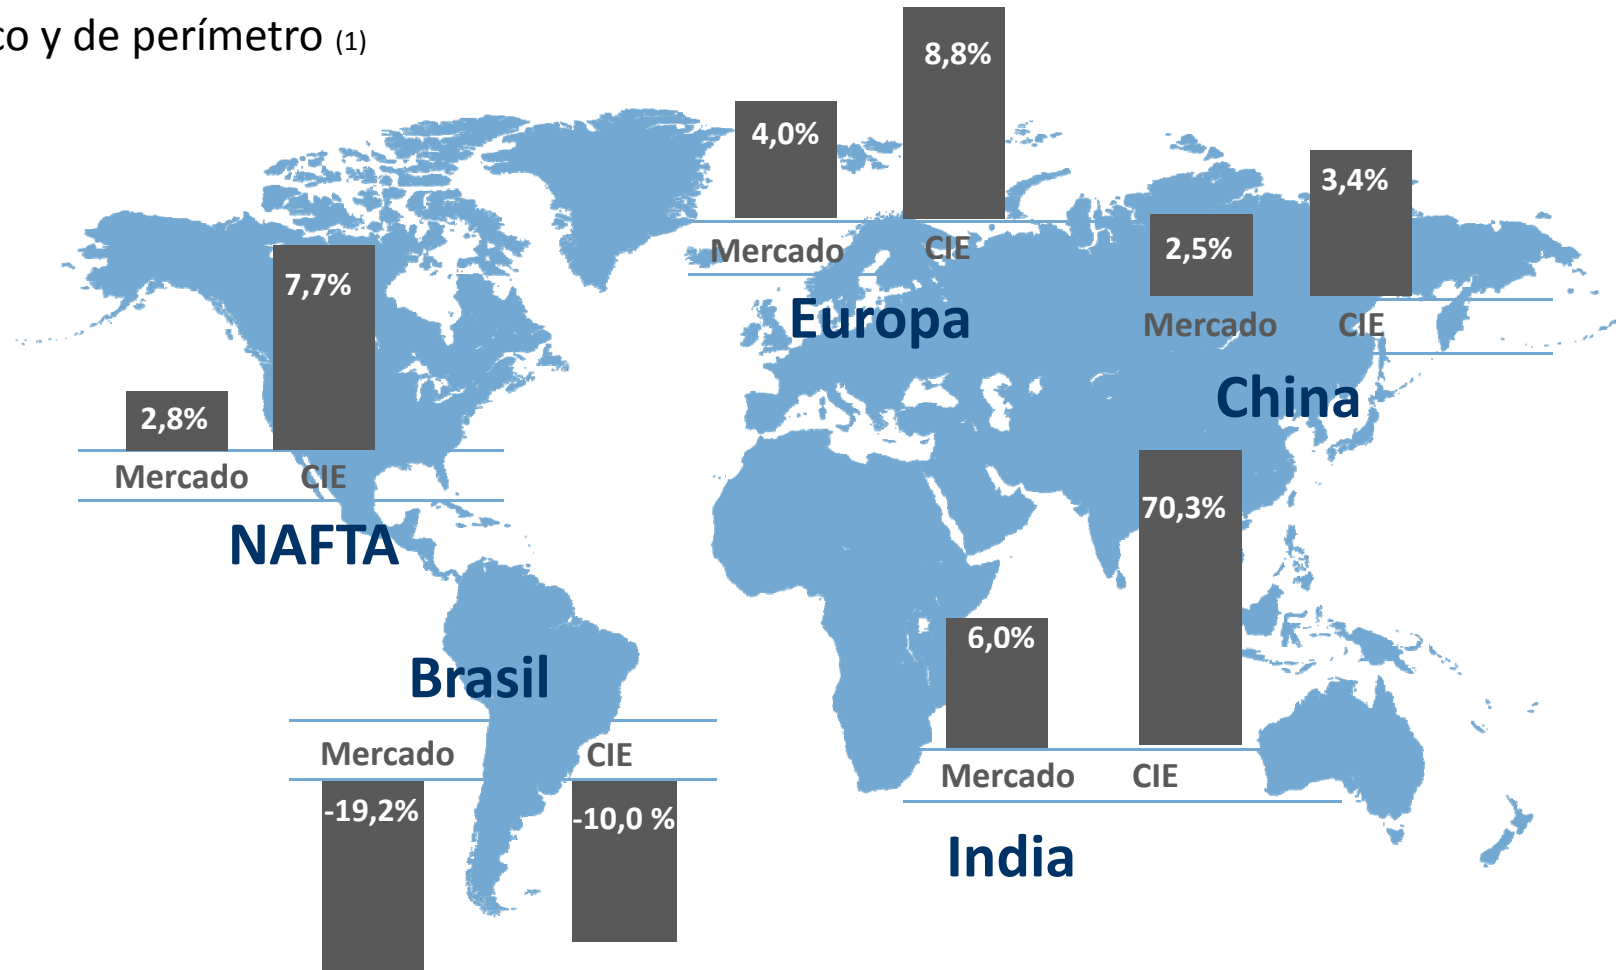 y de perímetro (1)
8,8%
4,0%
Mercado CIE
Europa
3,4%
2,5%
Mercado CIE
China
7,7%
2,8%
Mercado CIE
NAFTA
70,3%
6,0%
Mercado CIE
India
Brasil
Mercado CIE
-19,2% -10,0 %